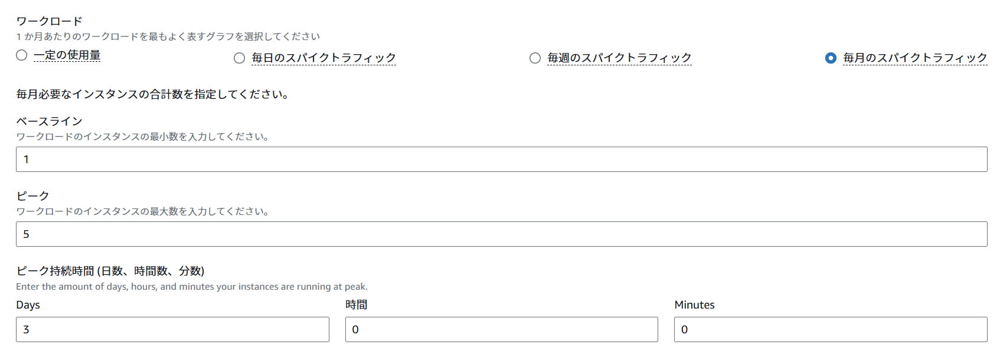 ワークロード
1 か月あたりのワークロードを最もよく表すグラフを選択してください
一定の使用量 毎日のスパイクトラフィック 毎週のスパイクトラフィック 毎月のスパイクトラフィック
毎月必要なインスタンスの合計数を指定してください。
ベースライン
ワークロードのインスタンスの最小数を入力してください。
1
ピーク
ワークロードのインスタンスの最大数を入力してください。
5
ピーク持続時間 (日数、時間数、分数)
Enter the amount of days, hours, and minutes your instances are running at peak.
Days 時間 Minutes
3 0 0